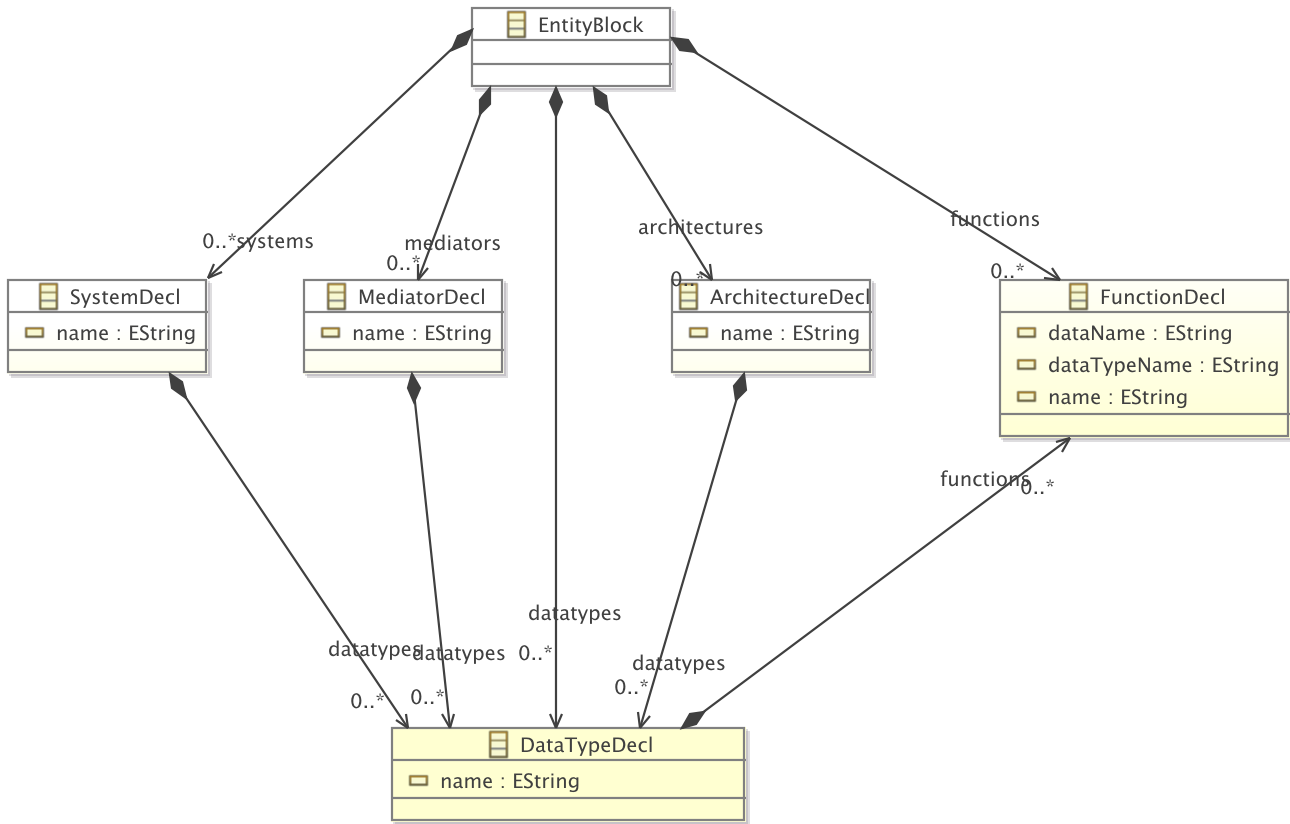 EntityBlock
functions
architectures
0..*systems
mediators
0..*
0..*
0..*
SystemDecl
name : EString
MediatorDecl
name : EString
ArchitectureDecl
name : EString
FunctionDecl
dataName : EString
dataTypeName : EString
name : EString
functions
0..*
datatypes
datatypes
datatypes
datatypes
0..*
0..*
0..*
0..*
DataTypeDecl
name : EString